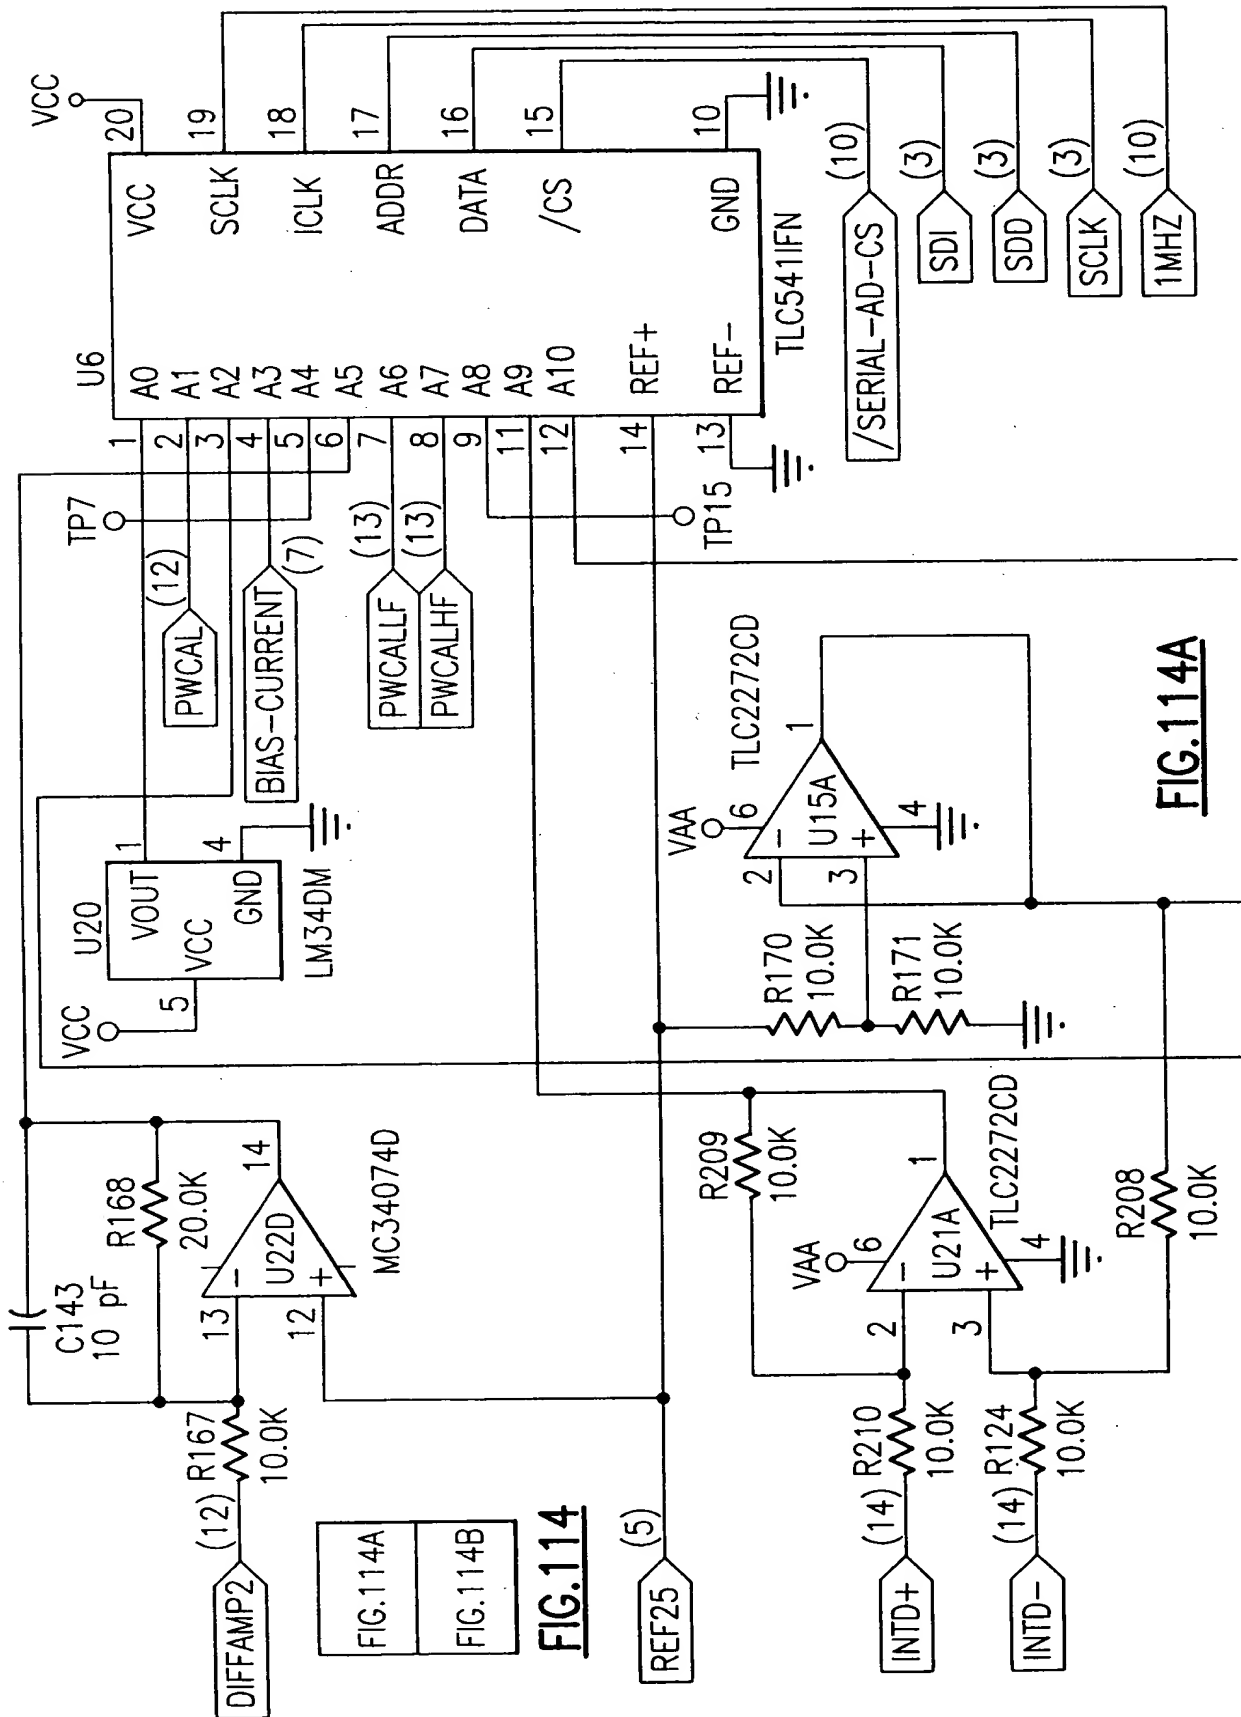 VCC
20
19
18
17
16
15
10
VCC
SCLK
ICLK
ADDR
DATA
/CS
GND
U6
A0
A1
A2
A3
A4
A5
A6
A7
A8
A9
A10
REF+
REF-
TLC541IFN
1
2
3
4
5
6
7
8
9
11
12
14
13
(10)
(3)
(3)
(3)
(10)
/SERIAL-AD-CS
SDI
SDD
SCLK
1MHZ
TP7
(12)
PWCAL
(7)
BIAS-CURRENT
(13)
(13)
PWCALLF
PWCALHF
TP15
U20
VOUT
VCC
GND
1
4
5
VCC
LM34DM
TLC2272CD
VAA
6
1
2
3
4
-
+
U15A
R170
10.0K
R171
10.0K
FIG.114A
C143
10 pF
R168
20.0K
14
13
12
-
+
U22D
MC34074D
R167
10.0K
(12)
DIFFAMP2
FIG.114A
FIG.114B
FIG.114
(5)
REF25
R209
10.0K
VAA
6
1
2
3
4
-
+
U21A
TLC2272CD
R208
10.0K
R210
10.0K
R124
10.0K
(14)
(14)
INTD+
INTD-